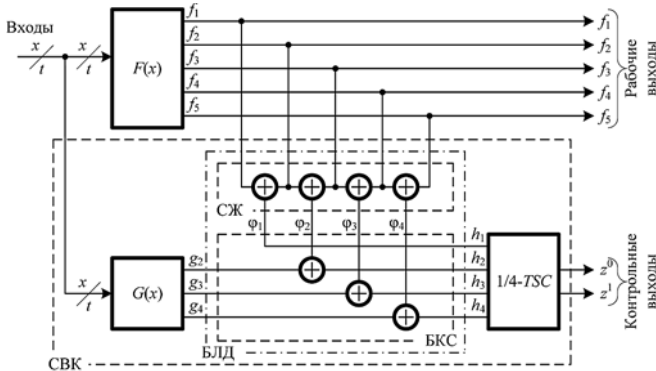 Входы
x
t
x
t
F(x)
f1
f2
f3
f4
f5
f1
f2
f3
f4
f5
Рабочие выходы
СЖ
φ1
φ2
φ3
φ4
x
t
G(x)
g2
g3
g4
h1
h2
h3
h4
1/4-TSC
z0
z1
Контрольные выходы
БЛД
БКС
СВК